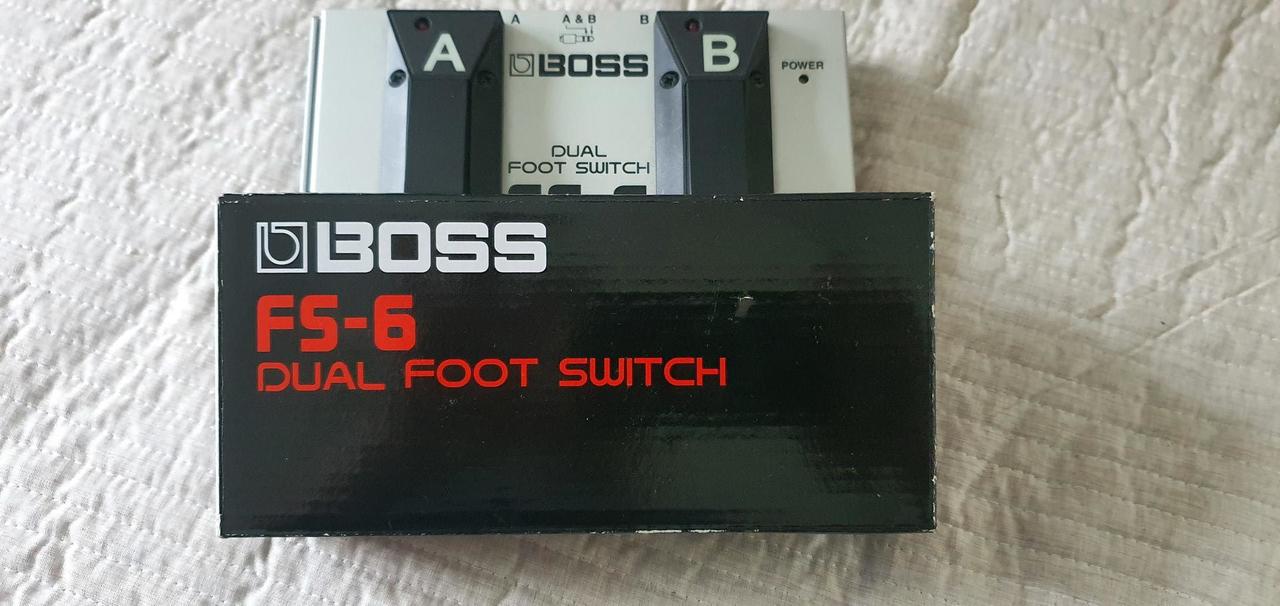 A
A & B
B
A
BOSS
B
POWER
DUAL
FOOT SWITCH
BOSS
FS-6
DUAL FOOT SWITCH